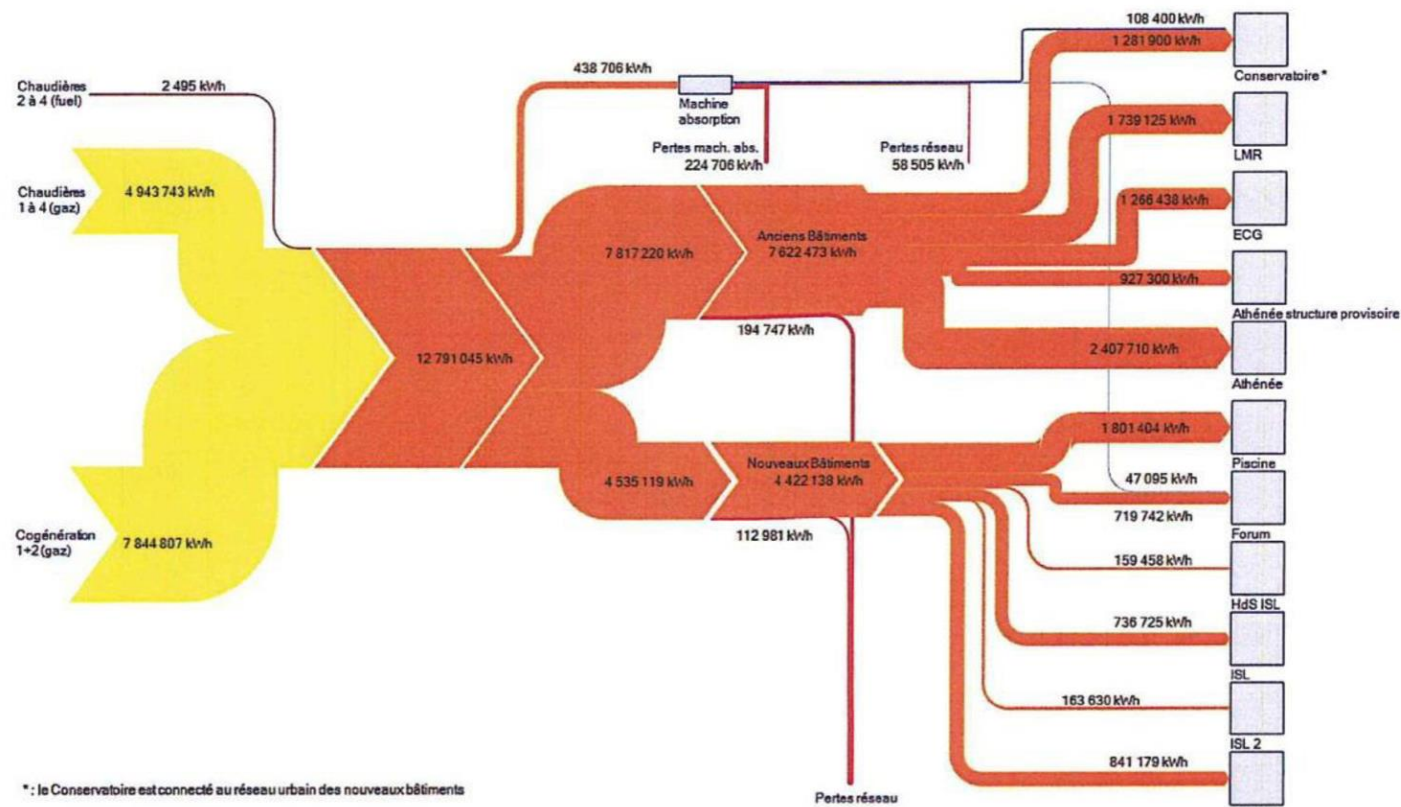 108 400 kWh
1 281 900 kWh
Conservatoire *
Chaudières
2 à 4 (fuel)
2 495 kWh
438 706 kWh
Machine
absorption
Pertes mach. abs.
224 706 kWh
Pertes réseau
58 505 kWh
1 739 125 kWh
LMR
Chaudières
1 à 4 (gaz)
4 943 743 kWh
1 266 438 kWh
ECG
7 817 220 kWh
Anciens Bâtiments
7 622 473 kWh
927 300 kWh
Athénée structure provisoire
194 747 kWh
12 791 045 kWh
2 407 710 kWh
Athénée
1 801 404 kWh
Piscine
4 535 119 kWh
Nouveaux Bâtiments
4 422 138 kWh
47 095 kWh
719 742 kWh
Forum
112 981 kWh
Cogénération
1+2 (gaz)
7 844 807 kWh
159 458 kWh
HdS ISL
736 725 kWh
ISL
163 630 kWh
ISL 2
841 179 kWh
* : le Conservatoire est connecté au réseau urbain des nouveaux bâtiments
Pertes réseau